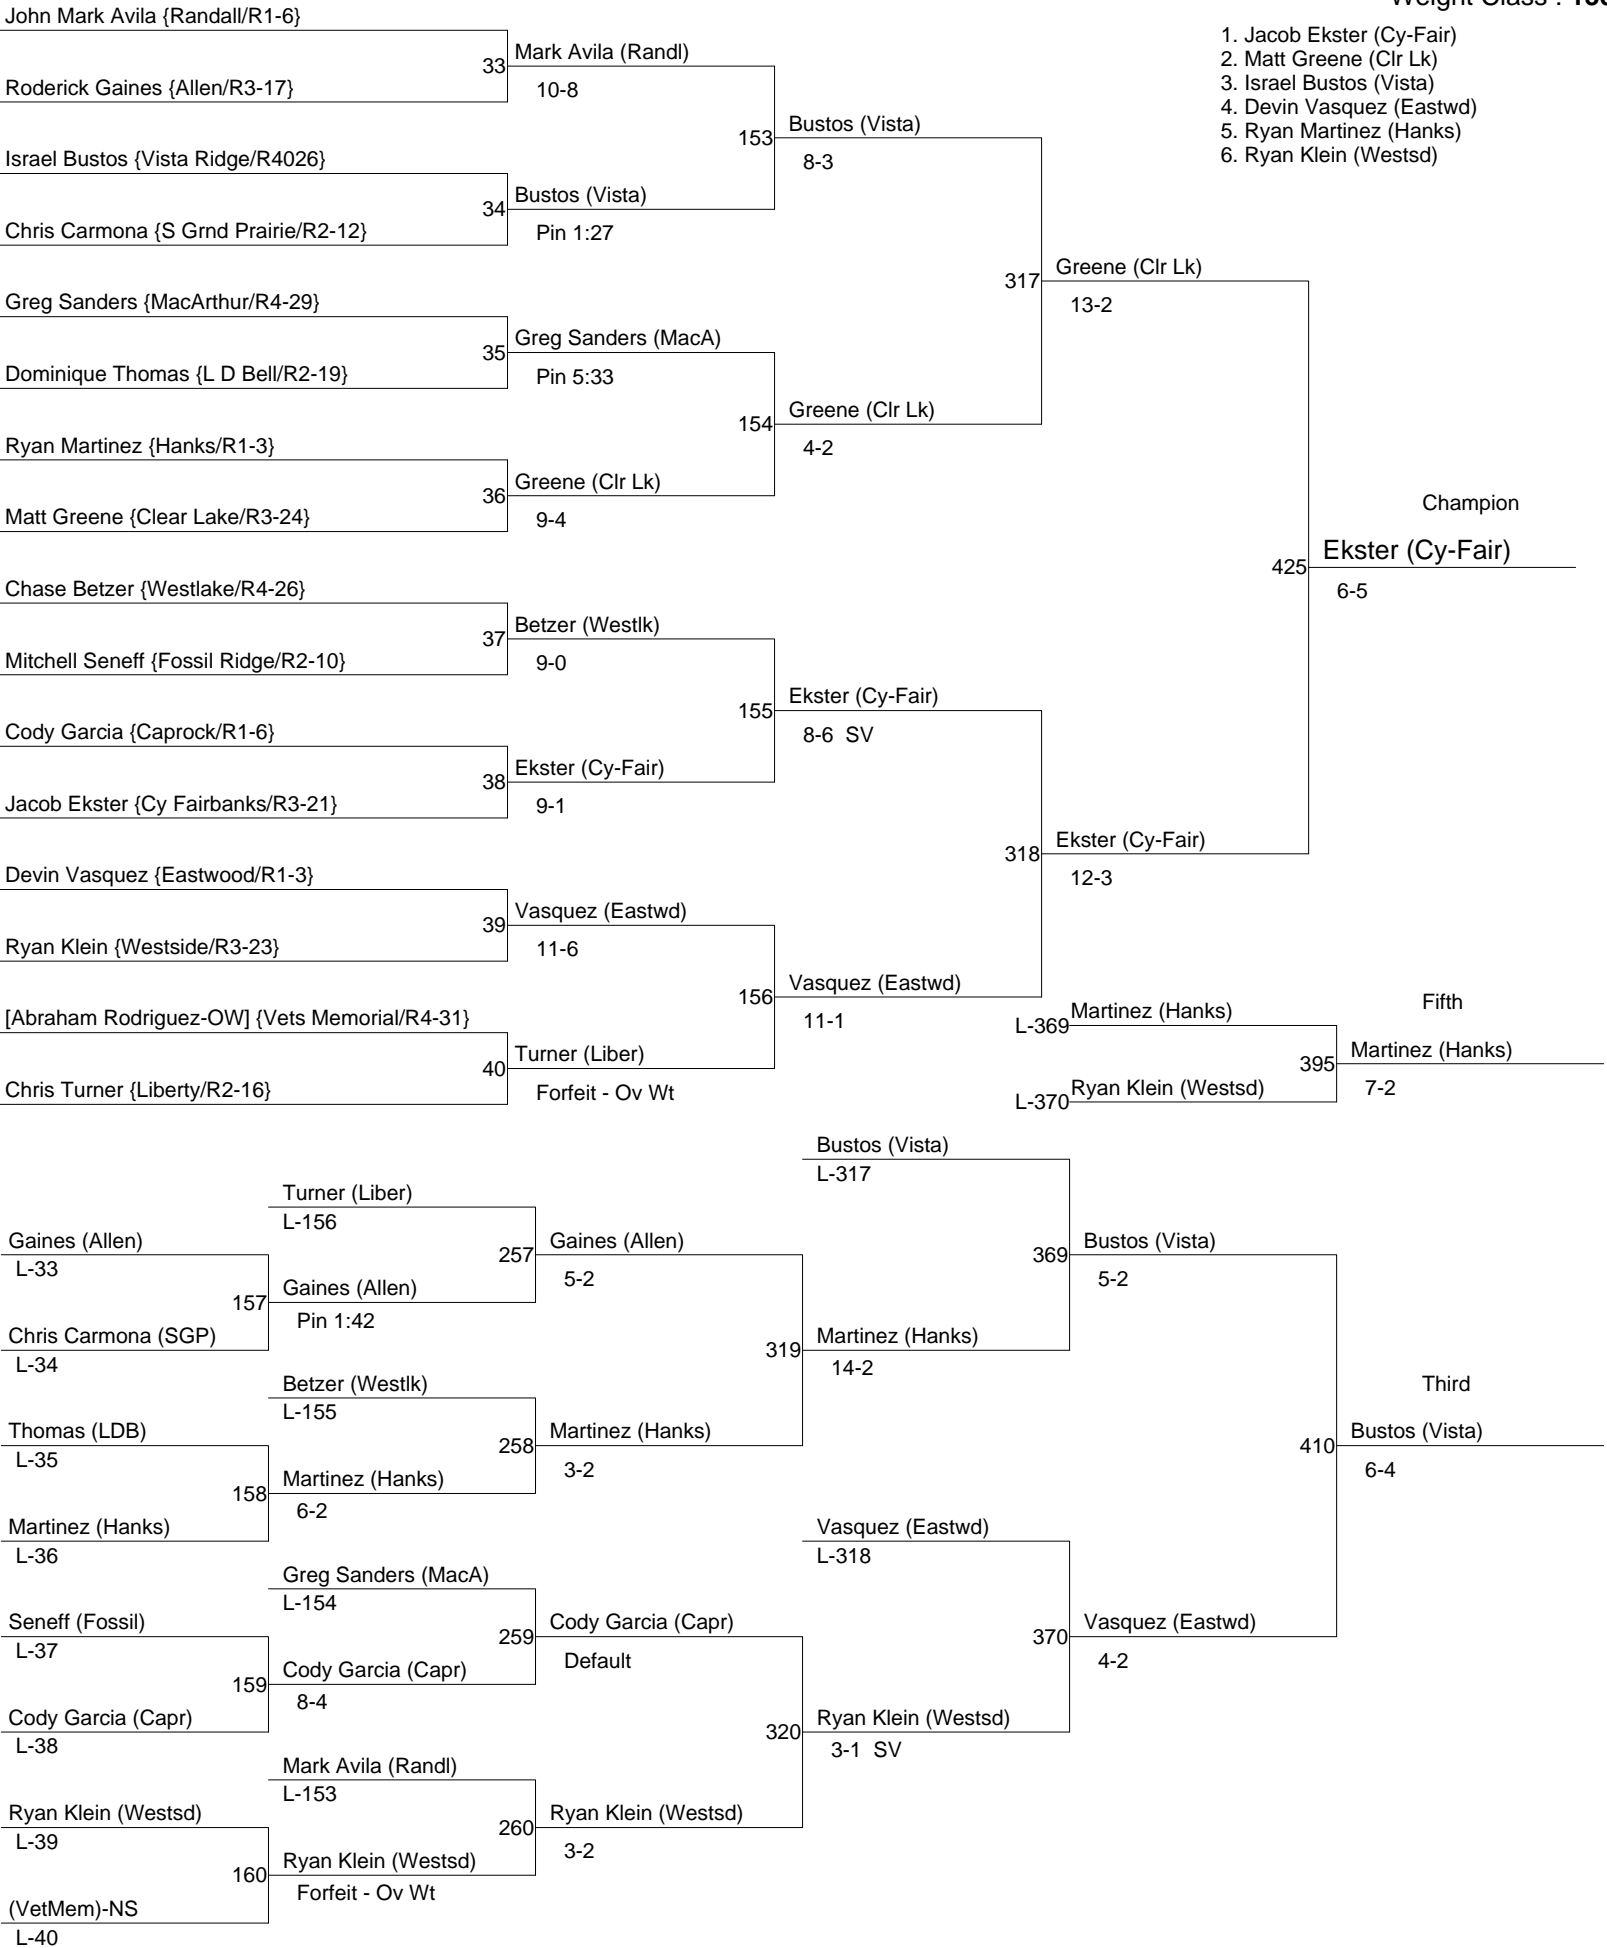 Weight Class :
1. Jacob Ekster (Cy-Fair)
2. Matt Greene (Clr Lk)
3. Israel Bustos (Vista)
4. Devin Vasquez (Eastwd)
5. Ryan Martinez (Hanks)
6. Ryan Klein (Westsd)
John Mark Avila {Randall/R1-6}
33
Mark Avila (Randl)
10-8
Roderick Gaines {Allen/R3-17}
153
Bustos (Vista)
8-3
Israel Bustos {Vista Ridge/R4026}
34
Bustos (Vista)
Pin 1:27
Chris Carmona {S Grnd Prairie/R2-12}
317
Greene (Clr Lk)
13-2
Greg Sanders {MacArthur/R4-29}
35
Greg Sanders (MacA)
Pin 5:33
Dominique Thomas {L D Bell/R2-19}
154
Greene (Clr Lk)
4-2
Ryan Martinez {Hanks/R1-3}
36
Greene (Clr Lk)
9-4
Matt Greene {Clear Lake/R3-24}
Champion
425
Ekster (Cy-Fair)
6-5
Chase Betzer {Westlake/R4-26}
37
Betzer (Westlk)
9-0
Mitchell Seneff {Fossil Ridge/R2-10}
155
Ekster (Cy-Fair)
8-6 SV
Cody Garcia {Caprock/R1-6}
38
Ekster (Cy-Fair)
9-1
Jacob Ekster {Cy Fairbanks/R3-21}
318
Ekster (Cy-Fair)
12-3
Devin Vasquez {Eastwood/R1-3}
39
Vasquez (Eastwd)
11-6
Ryan Klein {Westside/R3-23}
156
Vasquez (Eastwd)
11-1
[Abraham Rodriguez-OW] {Vets Memorial/R4-31}
40
Turner (Liber)
Forfeit - Ov Wt
Chris Turner {Liberty/R2-16}
Fifth
L-369
Martinez (Hanks)
395
Martinez (Hanks)
7-2
L-370
Ryan Klein (Westsd)
Bustos (Vista)
L-317
Turner (Liber)
L-156
Gaines (Allen)
L-33
257
Gaines (Allen)
5-2
369
Bustos (Vista)
5-2
157
Gaines (Allen)
Pin 1:42
Chris Carmona (SGP)
L-34
319
Martinez (Hanks)
14-2
Betzer (Westlk)
L-155
Third
Thomas (LDB)
L-35
258
Martinez (Hanks)
3-2
410
Bustos (Vista)
6-4
158
Martinez (Hanks)
6-2
Martinez (Hanks)
L-36
Vasquez (Eastwd)
L-318
Greg Sanders (MacA)
L-154
Seneff (Fossil)
L-37
259
Cody Garcia (Capr)
Default
370
Vasquez (Eastwd)
4-2
159
Cody Garcia (Capr)
8-4
Cody Garcia (Capr)
L-38
320
Ryan Klein (Westsd)
3-1 SV
Mark Avila (Randl)
L-153
Ryan Klein (Westsd)
L-39
260
Ryan Klein (Westsd)
3-2
160
Ryan Klein (Westsd)
Forfeit - Ov Wt
(VetMem)-NS
L-40